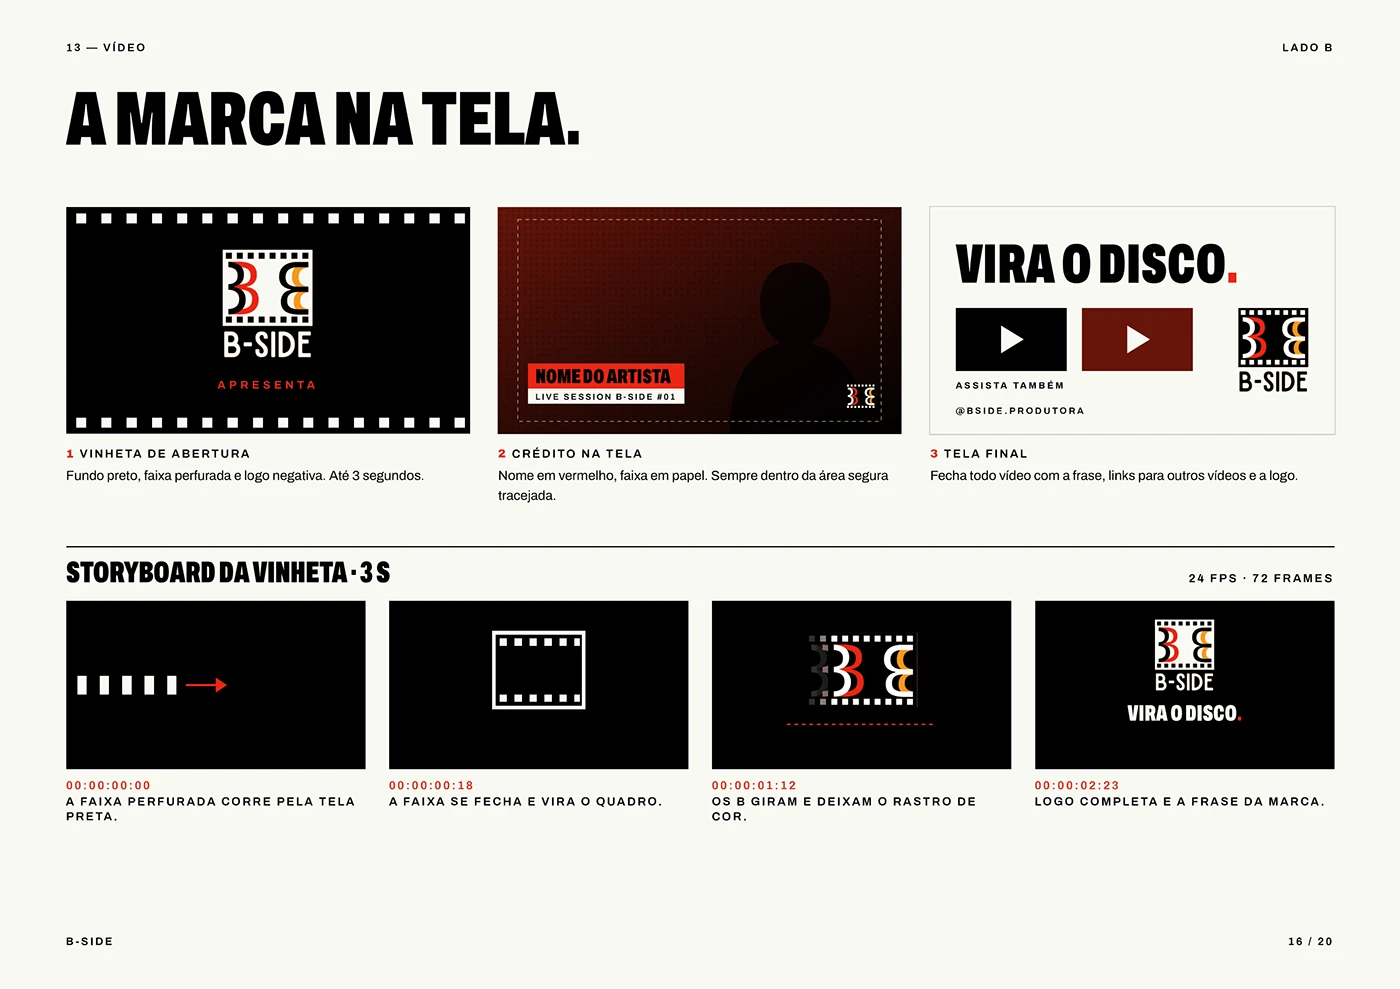 13 — VÍDEO
LADO B
A MARCA NA TELA.
B-SIDE
APRESENTA
1 VINHETA DE ABERTURA
Fundo preto, faixa perfurada e logo negativa. Até 3 segundos.
NOME DO ARTISTA
LIVE SESSION B-SIDE #01
2 CRÉDITO NA TELA
Nome em vermelho, faixa em papel. Sempre dentro da área segura
tracejada.
VIRA O DISCO.
ASSISTA TAMBÉM
@BSIDE.PRODUTORA
B-SIDE
3 TELA FINAL
Fecha todo vídeo com a frase, links para outros vídeos e a logo.
STORYBOARD DA VINHETA · 3 S
24 FPS · 72 FRAMES
00:00:00:00
A FAIXA PERFURADA CORRE PELA TELA
PRETA.
00:00:00:18
A FAIXA SE FECHA E VIRA O QUADRO.
00:00:01:12
OS B GIRAM E DEIXAM O RASTRO DE
COR.
B-SIDE
VIRA O DISCO.
00:00:02:23
LOGO COMPLETA E A FRASE DA MARCA.
B-SIDE
16 / 20